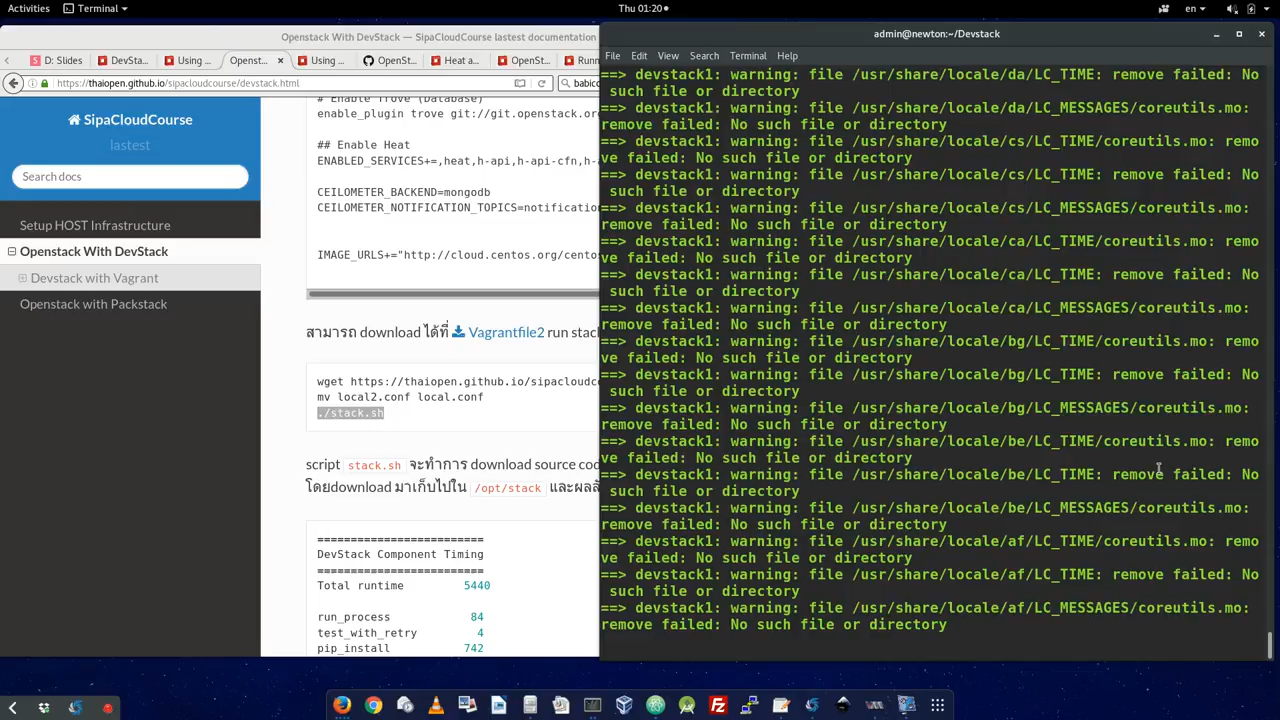 Activities
Terminal
Thu 01:20
en
Openstack With DevStack — SipaCloudCourse lastest documentation
admin@newton:~/Devstack
D: Slides
DevSta...
Using ...
Openst...
Using ...
OpenSt...
Heat a...
OpenSt...
Runn
File Edit View Search Terminal Help
https://thaiopen.github.io/sipacloudcourse/devstack.html
babico
SipaCloudCourse
lastest
Search docs
Setup HOST Infrastructure
Openstack With DevStack
Devstack with Vagrant
Openstack with Packstack
# Enable Trove (Database)
enable_plugin trove git://git.openstack.org
## Enable Heat
ENABLED_SERVICES+=,heat,h-api,h-api-cfn,h-a
CEILOMETER_BACKEND=mongodb
CEILOMETER_NOTIFICATION_TOPICS=notification
IMAGE_URLS+="http://cloud.centos.org/centos
สามารถ download ได้ที่ Vagrantfile2 run stack
wget https://thaiopen.github.io/sipacloudco
mv local2.conf local.conf
./stack.sh
script stack.sh จะทำการ download source cod
โดยdownload มาเก็บไปใน /opt/stack และผลลั
=========================
DevStack Component Timing
=========================
Total runtime 5440
run_process 84
test_with_retry 4
pip_install 742
==> devstack1: warning: file /usr/share/locale/da/LC_TIME: remove failed: No
such file or directory
==> devstack1: warning: file /usr/share/locale/da/LC_MESSAGES/coreutils.mo:
remove failed: No such file or directory
==> devstack1: warning: file /usr/share/locale/cs/LC_TIME/coreutils.mo: remo
ve failed: No such file or directory
==> devstack1: warning: file /usr/share/locale/cs/LC_TIME: remove failed: No
such file or directory
==> devstack1: warning: file /usr/share/locale/cs/LC_MESSAGES/coreutils.mo:
remove failed: No such file or directory
==> devstack1: warning: file /usr/share/locale/ca/LC_TIME/coreutils.mo: remo
ve failed: No such file or directory
==> devstack1: warning: file /usr/share/locale/ca/LC_TIME: remove failed: No
such file or directory
==> devstack1: warning: file /usr/share/locale/ca/LC_MESSAGES/coreutils.mo:
remove failed: No such file or directory
==> devstack1: warning: file /usr/share/locale/bg/LC_TIME/coreutils.mo: remo
ve failed: No such file or directory
==> devstack1: warning: file /usr/share/locale/bg/LC_TIME: remove failed: No
such file or directory
==> devstack1: warning: file /usr/share/locale/bg/LC_MESSAGES/coreutils.mo:
remove failed: No such file or directory
==> devstack1: warning: file /usr/share/locale/be/LC_TIME/coreutils.mo: remo
ve failed: No such file or directory
==> devstack1: warning: file /usr/share/locale/be/LC_TIME: remove failed: No
such file or directory
==> devstack1: warning: file /usr/share/locale/be/LC_MESSAGES/coreutils.mo:
remove failed: No such file or directory
==> devstack1: warning: file /usr/share/locale/af/LC_TIME/coreutils.mo: remo
ve failed: No such file or directory
==> devstack1: warning: file /usr/share/locale/af/LC_TIME: remove failed: No
such file or directory
==> devstack1: warning: file /usr/share/locale/af/LC_MESSAGES/coreutils.mo:
remove failed: No such file or directory